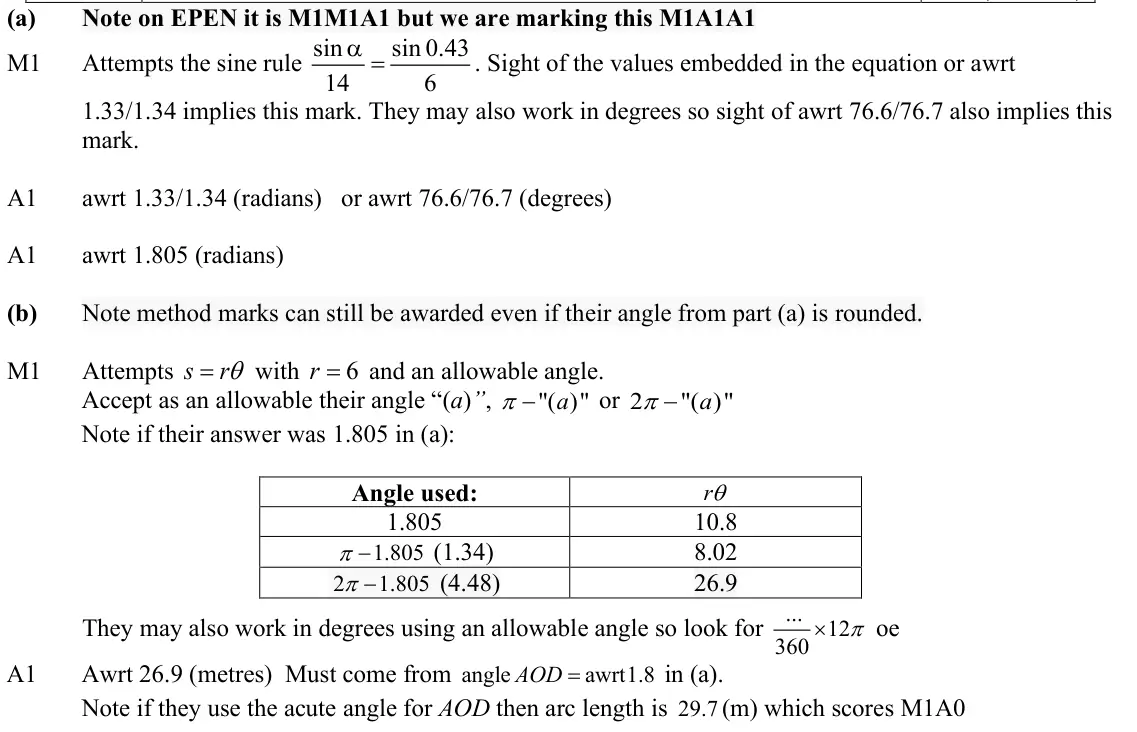 (a) Note on EPEN it is M1M1A1 but we are marking this M1A1A1
M1 Attempts the sine rule sin α / 14 = sin 0.43 / 6 . Sight of the values embedded in the equation or awrt
1.33/1.34 implies this mark. They may also work in degrees so sight of awrt 76.6/76.7 also implies this
mark.
A1 awrt 1.33/1.34 (radians) or awrt 76.6/76.7 (degrees)
A1 awrt 1.805 (radians)
(b) Note method marks can still be awarded even if their angle from part (a) is rounded.
M1 Attempts s = rθ with r = 6 and an allowable angle.
Accept as an allowable their angle “(a)”, π − "(a)" or 2π − "(a)"
Note if their answer was 1.805 in (a):
Angle used: rθ
1.805 10.8
π − 1.805 (1.34) 8.02
2π − 1.805 (4.48) 26.9
They may also work in degrees using an allowable angle so look for ... / 360 × 12π oe
A1 Awrt 26.9 (metres) Must come from angle AOD = awrt1.8 in (a).
Note if they use the acute angle for AOD then arc length is 29.7 (m) which scores M1A0